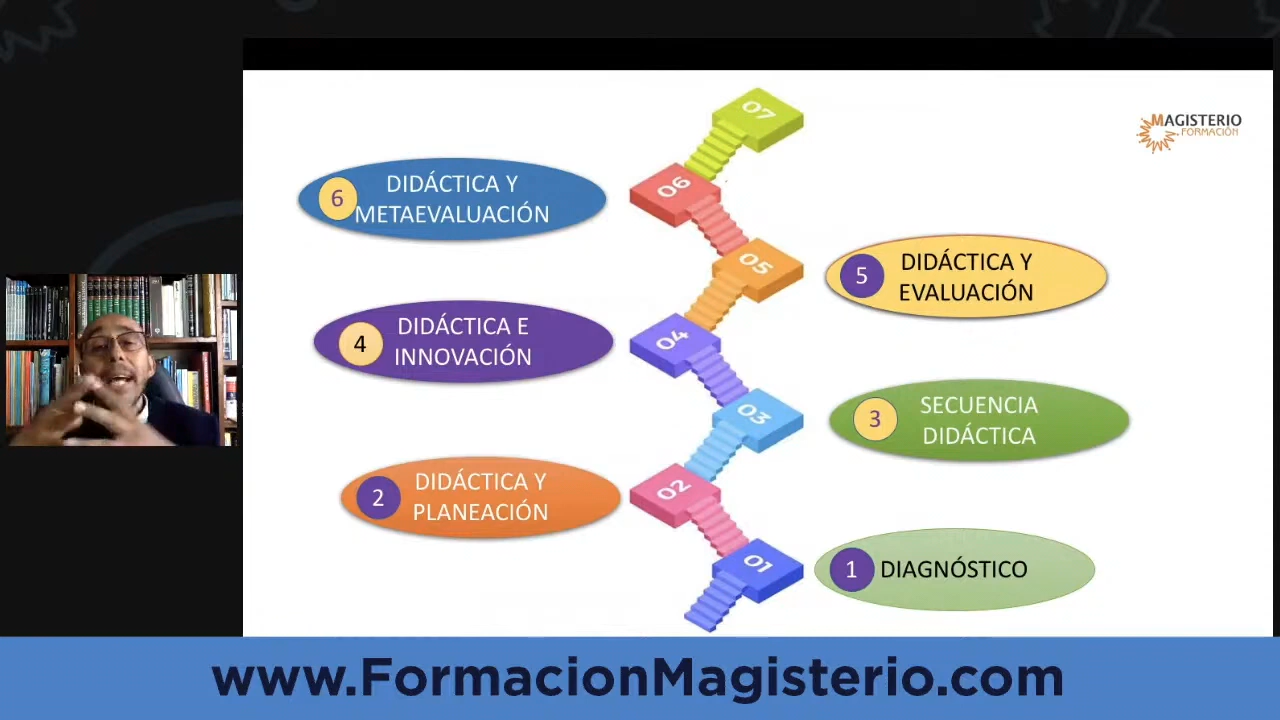 07
MAGISTERIO
FORMACIÓN
6
DIDÁCTICA Y
METAEVALUACIÓN
06
05
5
DIDÁCTICA Y
EVALUACIÓN
4
DIDÁCTICA E
INNOVACIÓN
04
03
3
SECUENCIA
DIDÁCTICA
2
DIDÁCTICA Y
PLANEACIÓN
02
01
1
DIAGNÓSTICO
www.FormacionMagisterio.com